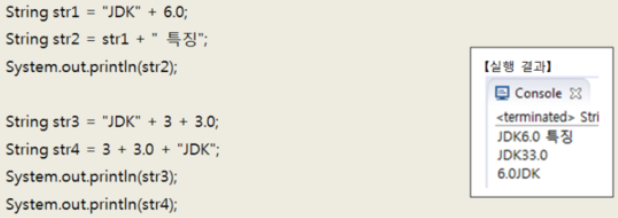 String str1 = "JDK" + 6.0;
String str2 = str1 + " 특징";
System.out.println(str2);
String str3 = "JDK" + 3 + 3.0;
String str4 = 3 + 3.0 + "JDK";
System.out.println(str3);
System.out.println(str4);
【실행 결과】
Console
<terminated> Stri
JDK6.0 특징
JDK33.0
6.0JDK